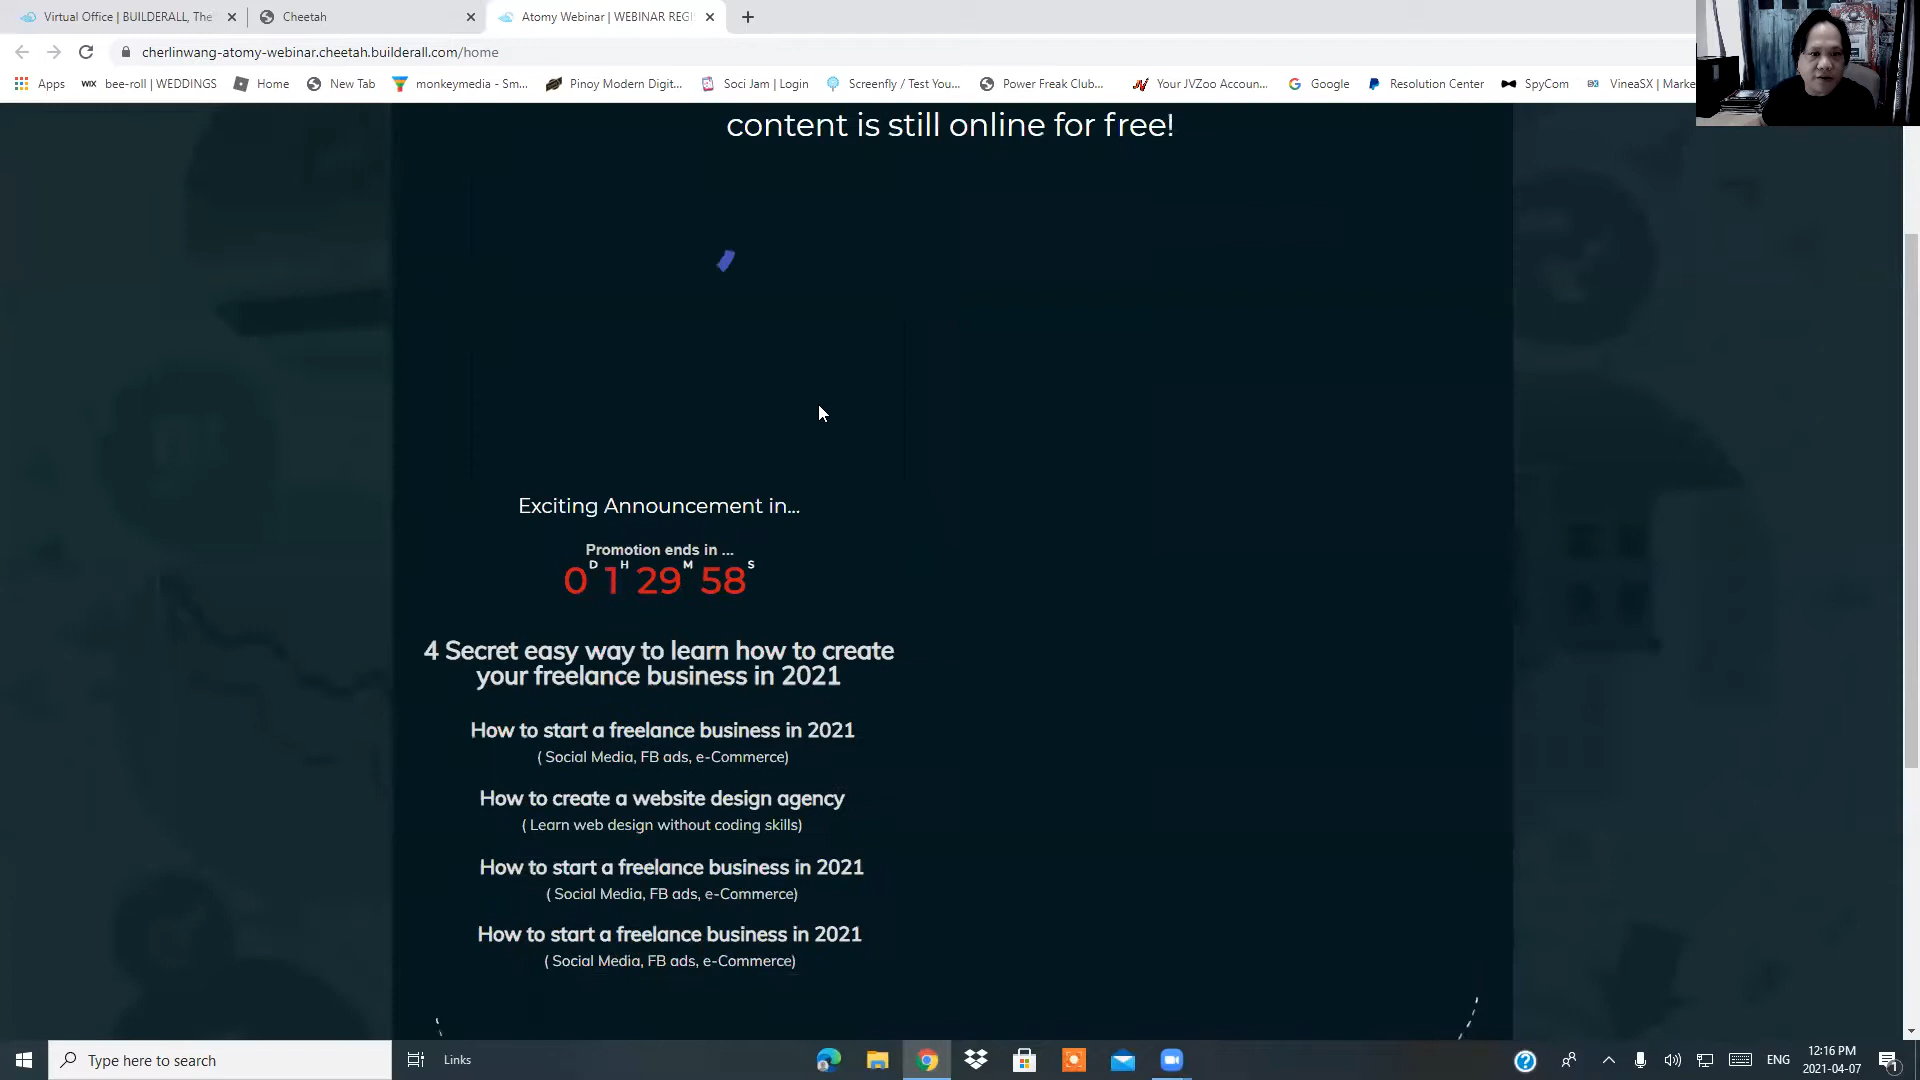 Virtual Office | BUILDERALL, The
Cheetah
Atomy Webinar | WEBINAR REGI
cherlinwang-atomy-webinar.cheetah.builderall.com/home
Apps
WIX bee-roll | WEDDINGS
Home
New Tab
monkeymedia - Sm...
Pinoy Modern Digit...
Soci Jam | Login
Screenfly / Test You...
Power Freak Club...
Your JVZoo Accoun...
Google
Resolution Center
SpyCom
VineaSX | Marke
content is still online for free!
Exciting Announcement in...
Promotion ends in ...
0 D 1 H 29 M 58 S
4 Secret easy way to learn how to create
your freelance business in 2021
How to start a freelance business in 2021
( Social Media, FB ads, e-Commerce)
How to create a website design agency
( Learn web design without coding skills)
How to start a freelance business in 2021
( Social Media, FB ads, e-Commerce)
How to start a freelance business in 2021
( Social Media, FB ads, e-Commerce)
Type here to search
Links
ENG
12:16 PM
2021-04-07
1